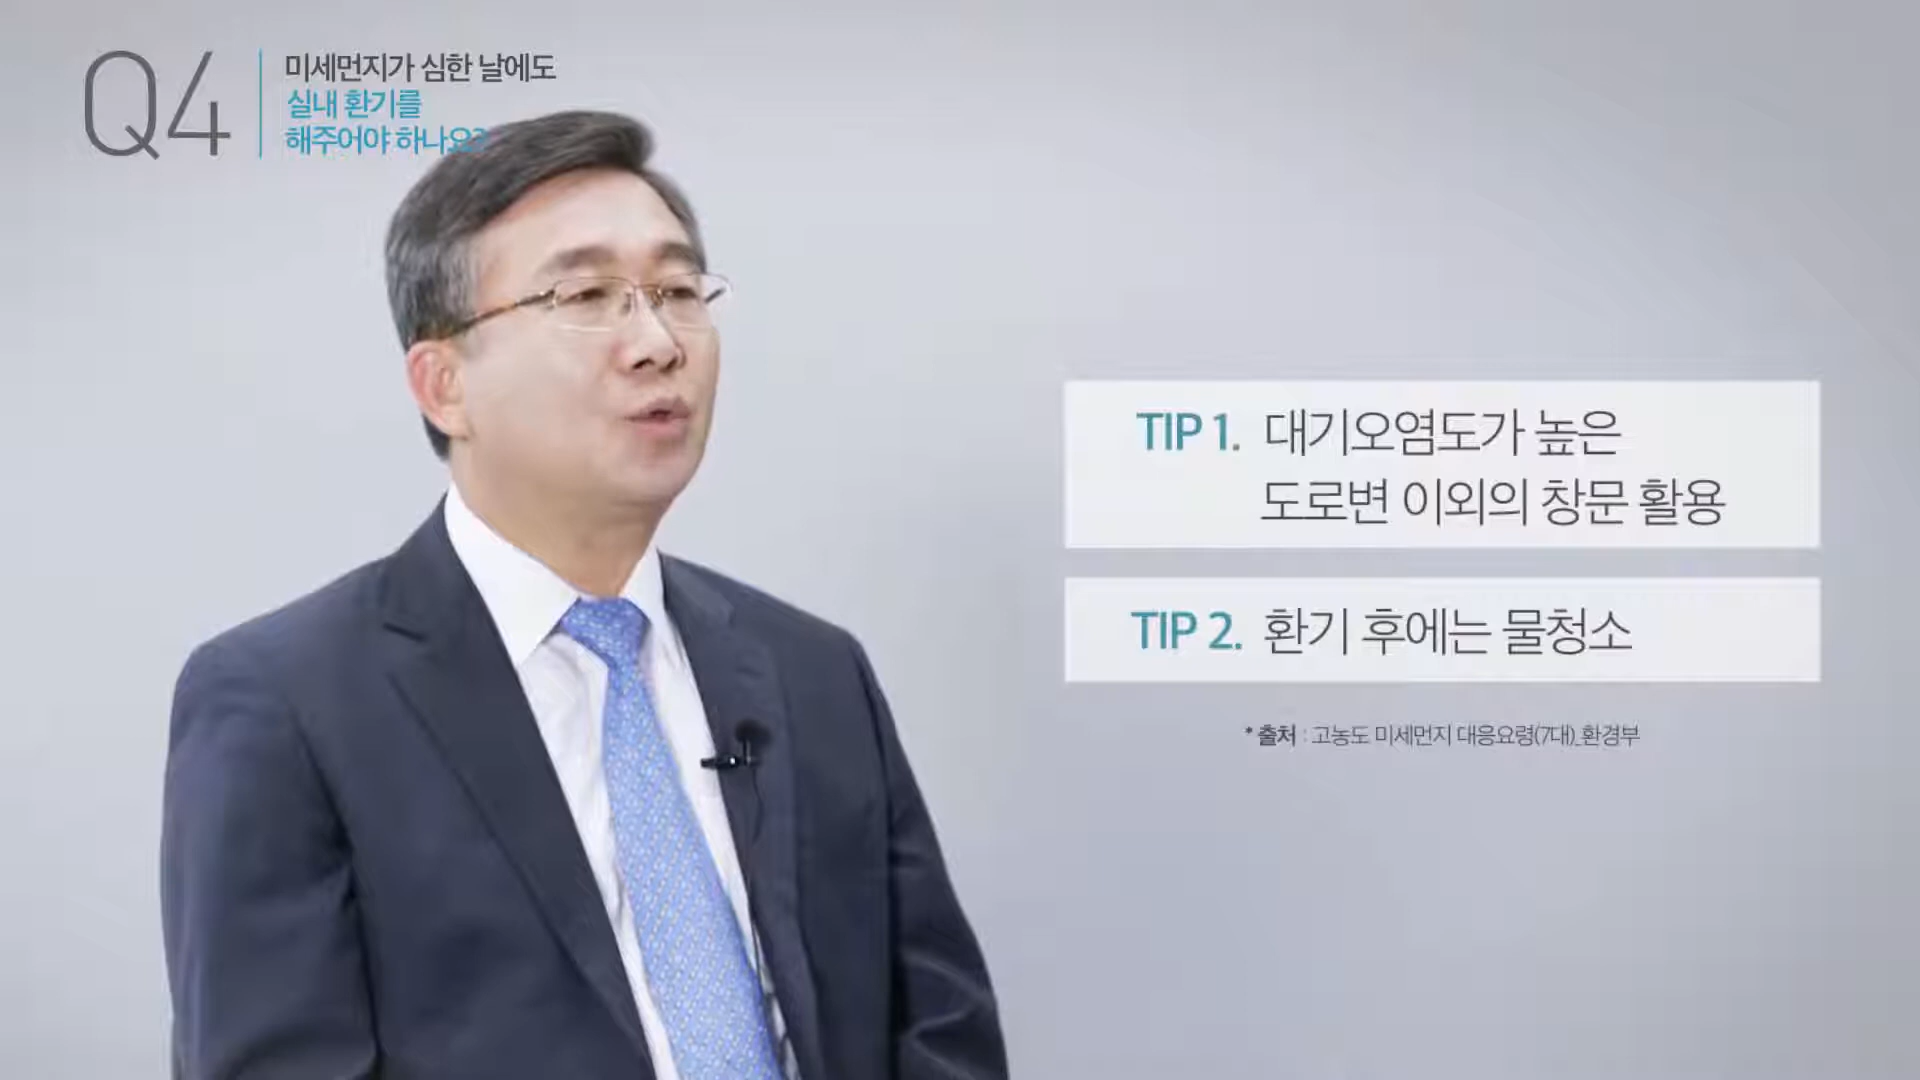 Q4
미세먼지가 심한 날에도
실내 환기를
해주어야 하나요?
TIP 1. 대기오염도가 높은
도로변 이외의 창문 활용
TIP 2. 환기 후에는 물청소
* 출처 : 고농도 미세먼지 대응요령(7대)_환경부